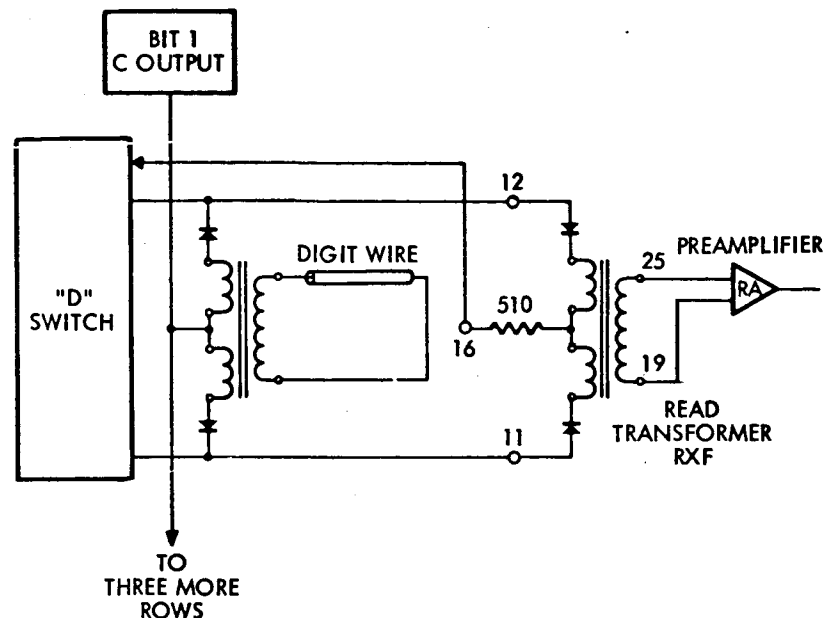 BIT 1
C OUTPUT
"D"
SWITCH
12
DIGIT WIRE
510
16
11
25
19
PREAMPLIFIER
RA
READ
TRANSFORMER
RXF
TO
THREE MORE
ROWS